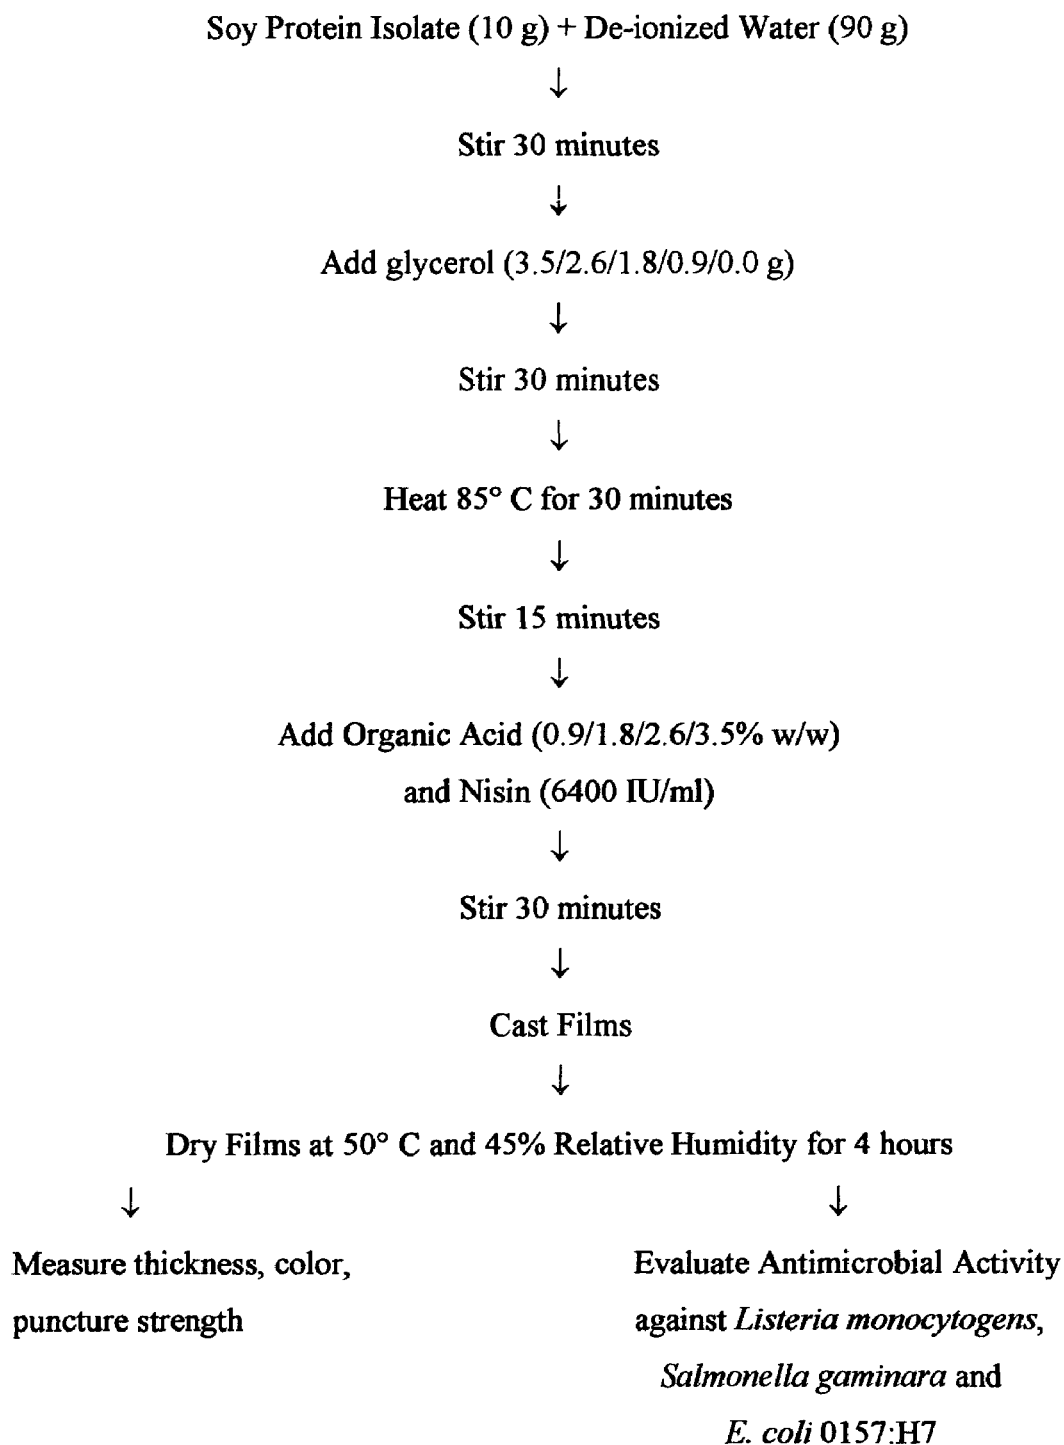 Soy Protein Isolate (10 g) + De-ionized Water (90 g)
↓
Stir 30 minutes
↓
Add glycerol (3.5/2.6/1.8/0.9/0.0 g)
↓
Stir 30 minutes
↓
Heat 85° C for 30 minutes
↓
Stir 15 minutes
↓
Add Organic Acid (0.9/1.8/2.6/3.5% w/w)
and Nisin (6400 IU/ml)
↓
Stir 30 minutes
↓
Cast Films
↓
Dry Films at 50° C and 45% Relative Humidity for 4 hours
↓ ↓
Measure thickness, color,
puncture strength
Evaluate Antimicrobial Activity
against Listeria monocytogens,
Salmonella gaminara and
E. coli 0157:H7